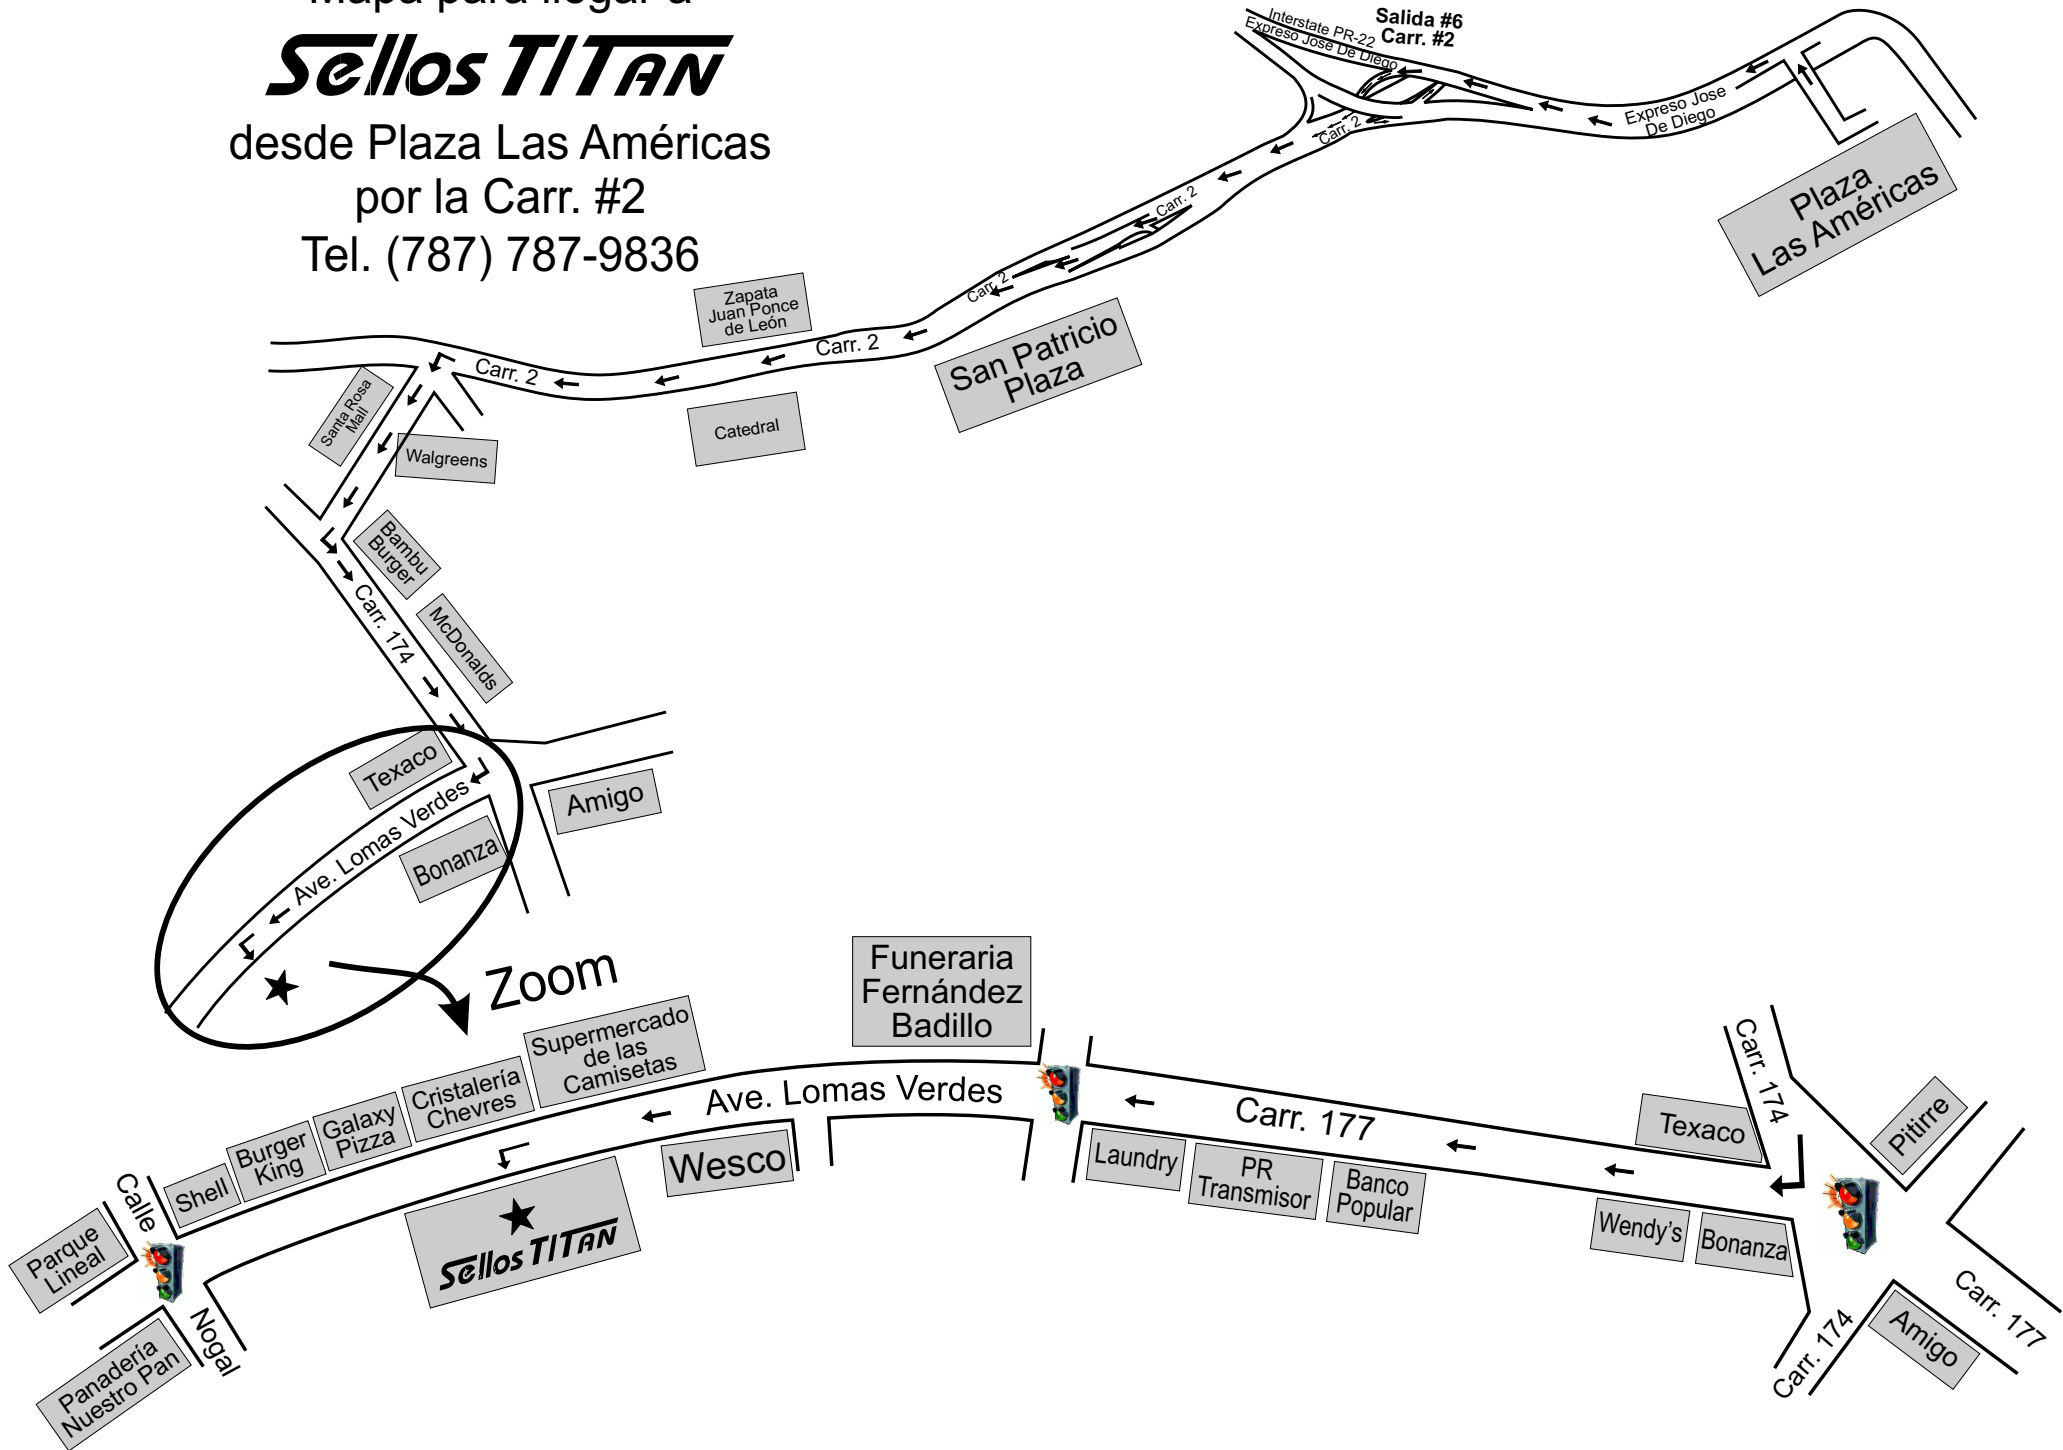 Mapa para llegar a
Sellos TITAN
desde Plaza Las Américas
por la Carr. #2
Tel. (787) 787-9836
Salida #6
Carr. #2
Interstate PR-22
Expreso José De Diego
Expreso Jose
De Diego
Plaza
Las Américas
Carr. 2
Carr. 2
Carr. 2
San Patricio
Plaza
Zapata
Juan Ponce
de León
Carr. 2
Catedral
Carr. 2
Santa Rosa
Mall
Walgreens
Bambu
Burger
Carr. 174
McDonalds
Texaco
Ave. Lomas Verdes
Amigo
Bonanza
Zoom
Funeraria
Fernández
Badillo
Supermercado
de las
Camisetas
Cristalería
Chevres
Galaxy
Pizza
Burger
King
Shell
Calle
Nogal
Parque
Lineal
Panadería
Nuestro Pan
Sellos TITAN
Wesco
Ave. Lomas Verdes
Carr. 177
Laundry
PR
Transmisor
Banco
Popular
Texaco
Carr. 174
Pitirre
Wendy's
Bonanza
Carr. 174
Amigo
Carr. 177